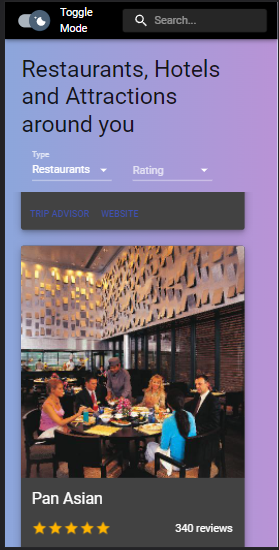 Toggle
Mode
Search...
Restaurants, Hotels
and Attractions
around you
Type
Restaurants
Rating
TRIP ADVISOR
WEBSITE
Pan Asian
340 reviews